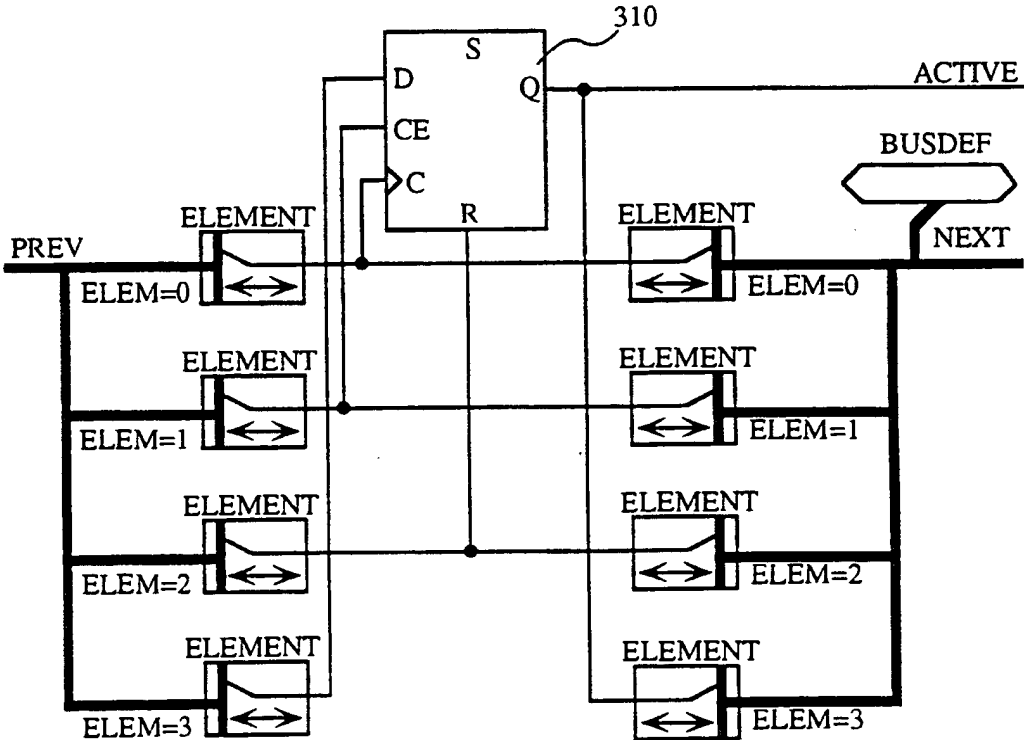 310
S
D
Q
ACTIVE
CE
BUSDEF
C
R
ELEMENT
ELEMENT
PREV
NEXT
ELEM=0
ELEM=0
ELEMENT
ELEMENT
ELEM=1
ELEM=1
ELEMENT
ELEMENT
ELEM=2
ELEM=2
ELEMENT
ELEMENT
ELEM=3
ELEM=3